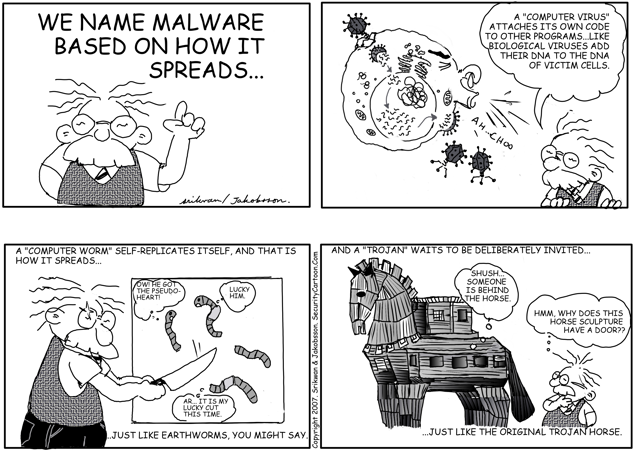 WE NAME MALWARE
BASED ON HOW IT
SPREADS...
srikwan/ Jakobsson.
A "COMPUTER VIRUS"
ATTACHES ITS OWN CODE
TO OTHER PROGRAMS...LIKE
BIOLOGICAL VIRUSES ADD
THEIR DNA TO THE DNA
OF VICTIM CELLS.
AH-CHOO
A "COMPUTER WORM" SELF-REPLICATES ITSELF, AND THAT IS
HOW IT SPREADS...
OW! HE GOT
THE PSEUDO-
HEART!
LUCKY
HIM.
AR... IT IS MY
LUCKY CUT
THIS TIME.
...JUST LIKE EARTHWORMS, YOU MIGHT SAY.
Copyright 2007. Srikwan & Jakobsson. SecurityCartoon.Com
AND A "TROJAN" WAITS TO BE DELIBERATELY INVITED...
SHUSH...
SOMEONE
IS BEHIND
THE HORSE.
HMM, WHY DOES THIS
HORSE SCULPTURE
HAVE A DOOR??
...JUST LIKE THE ORIGINAL TROJAN HORSE.